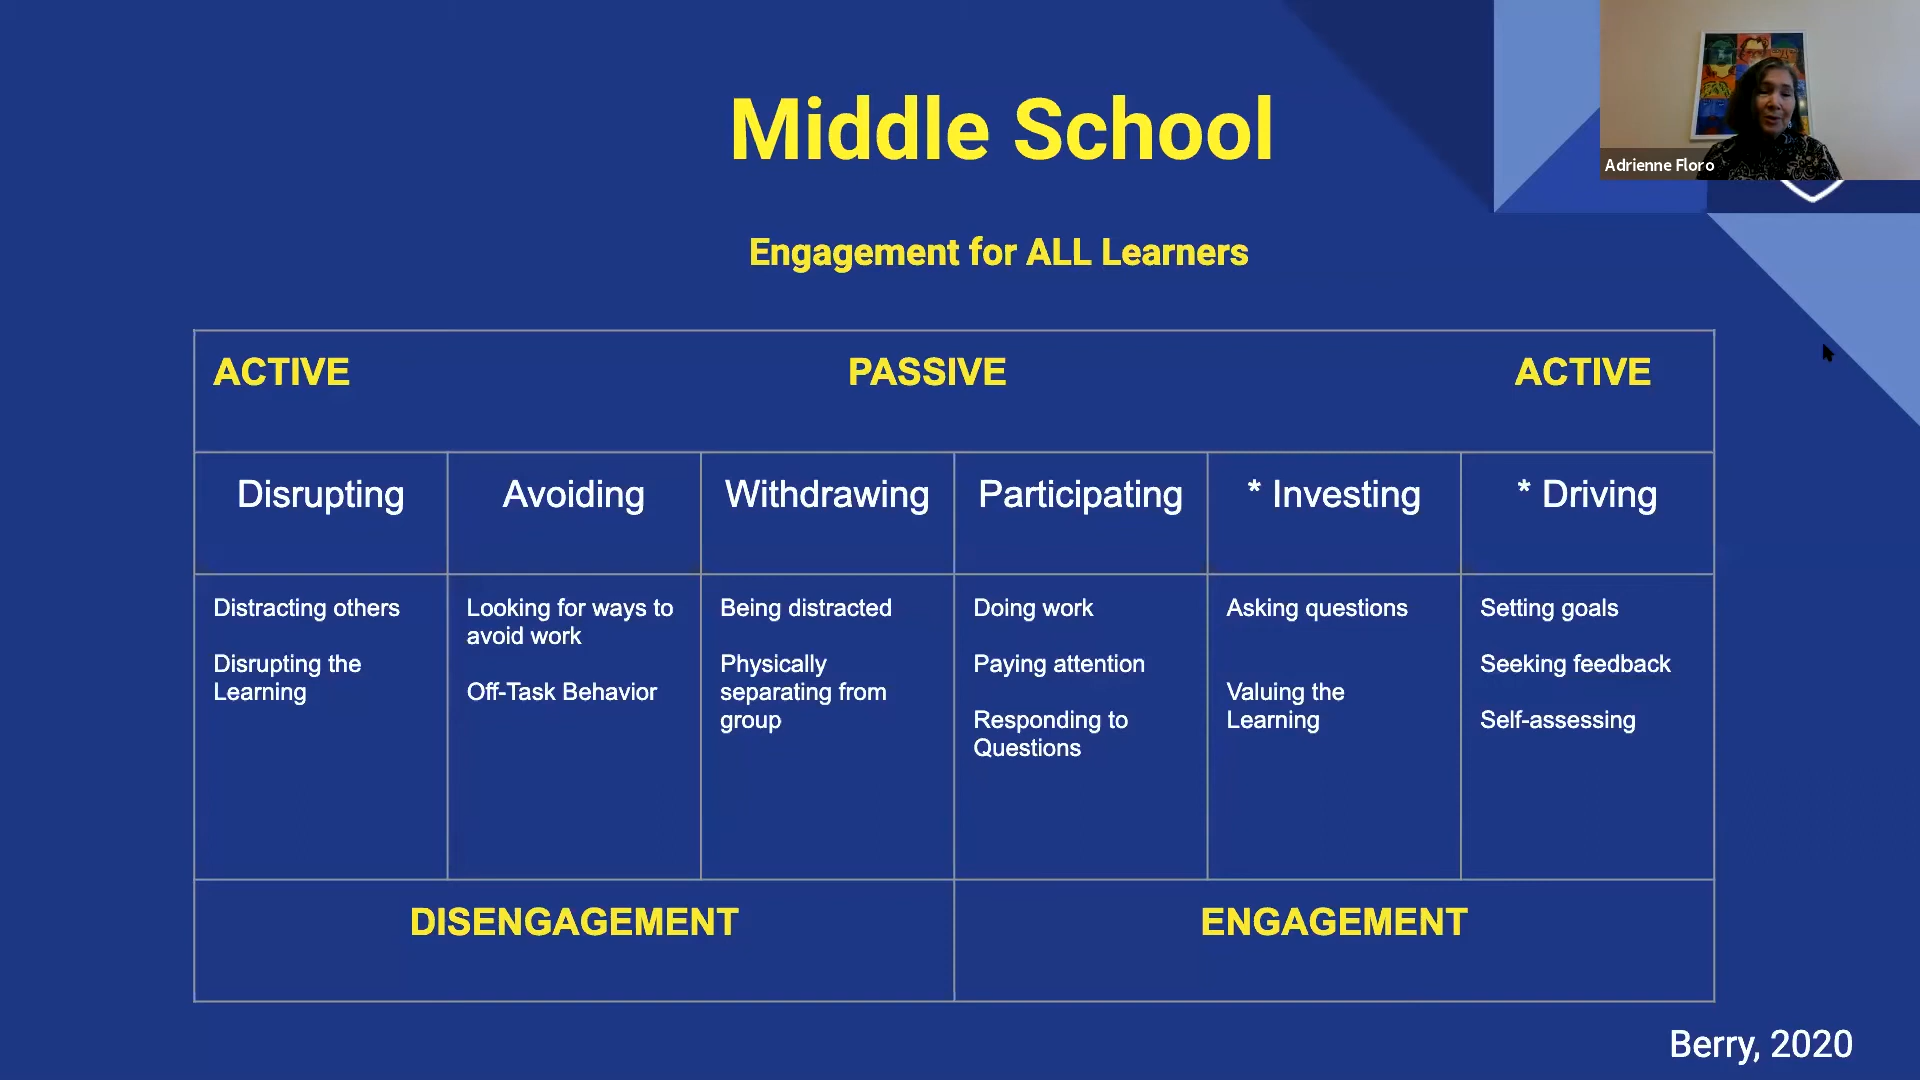 Middle School
Adrienne Floro
Engagement for ALL Learners
ACTIVE PASSIVE ACTIVE
Disrupting Avoiding Withdrawing Participating * Investing * Driving
Distracting others
Disrupting the
Learning
Looking for ways to
avoid work
Off-Task Behavior
Being distracted
Physically
separating from
group
Doing work
Paying attention
Responding to
Questions
Asking questions
Valuing the
Learning
Setting goals
Seeking feedback
Self-assessing
DISENGAGEMENT ENGAGEMENT
Berry, 2020